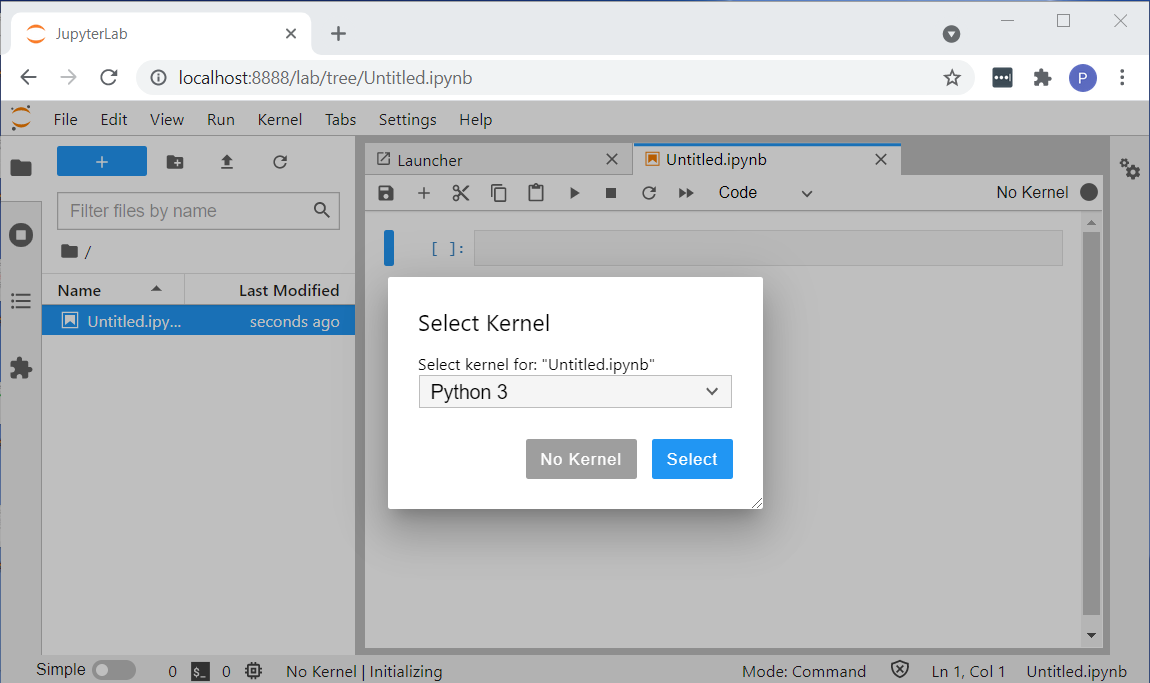 JupyterLab
localhost:8888/lab/tree/Untitled.ipynb
P
File Edit View Run Kernel Tabs Settings Help
Launcher
Untitled.ipynb
Code
No Kernel
Filter files by name
/
Name Last Modified
Untitled.ipy... seconds ago
[ ]:
Select Kernel
Select kernel for: "Untitled.ipynb"
Python 3
No Kernel Select
Simple 0 $_ 0 No Kernel | Initializing Mode: Command Ln 1, Col 1 Untitled.ipynb